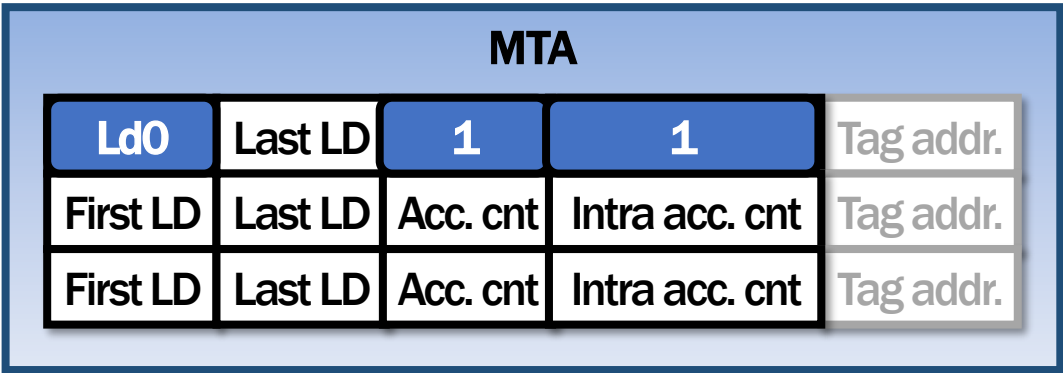 MTA
Ld0 Last LD 1 1 Tag addr.
First LD Last LD Acc. cnt Intra acc. cnt Tag addr.
First LD Last LD Acc. cnt Intra acc. cnt Tag addr.